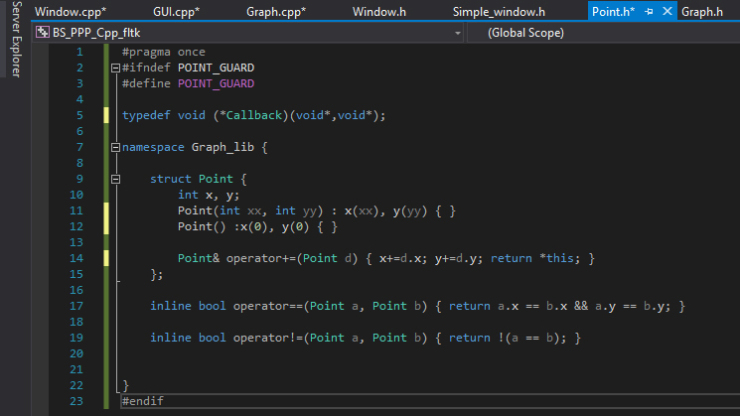 Server Explorer
Window.cpp* GUI.cpp* Graph.cpp* Window.h Simple_window.h Point.h* Graph.h
BS_PPP_Cpp_fltk (Global Scope)
1 #pragma once
2 #ifndef POINT_GUARD
3 #define POINT_GUARD
4
5 typedef void (*Callback)(void*,void*);
6
7 namespace Graph_lib {
8
9 struct Point {
10 int x, y;
11 Point(int xx, int yy) : x(xx), y(yy) { }
12 Point() :x(0), y(0) { }
13
14 Point& operator+=(Point d) { x+=d.x; y+=d.y; return *this; }
15 };
16
17 inline bool operator==(Point a, Point b) { return a.x == b.x && a.y == b.y; }
18
19 inline bool operator!=(Point a, Point b) { return !(a == b); }
20
21
22 }
23 #endif